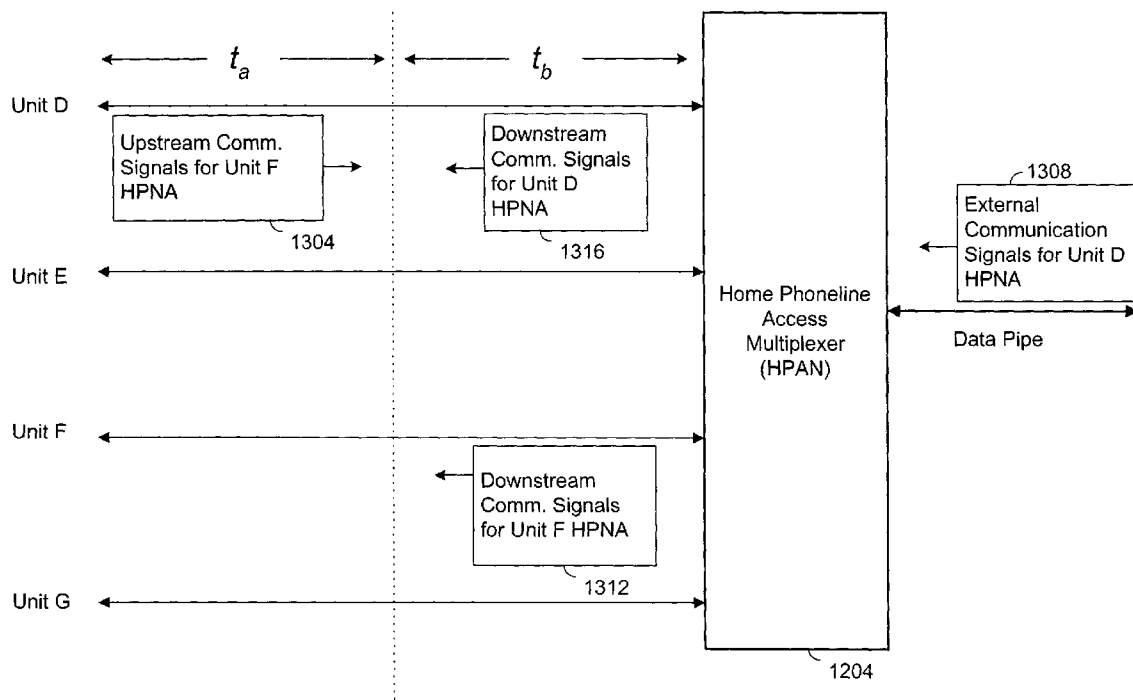 t_a
t_b
Unit D
Upstream Comm.
Signals for Unit F
HPNA
1304
Downstream
Comm. Signals
for Unit D
HPNA
1316
1308
External
Communication
Signals for Unit D
HPNA
Unit E
Home Phoneline
Access
Multiplexer
(HPAN)
Data Pipe
Unit F
Downstream
Comm. Signals
for Unit F HPNA
1312
Unit G
1204